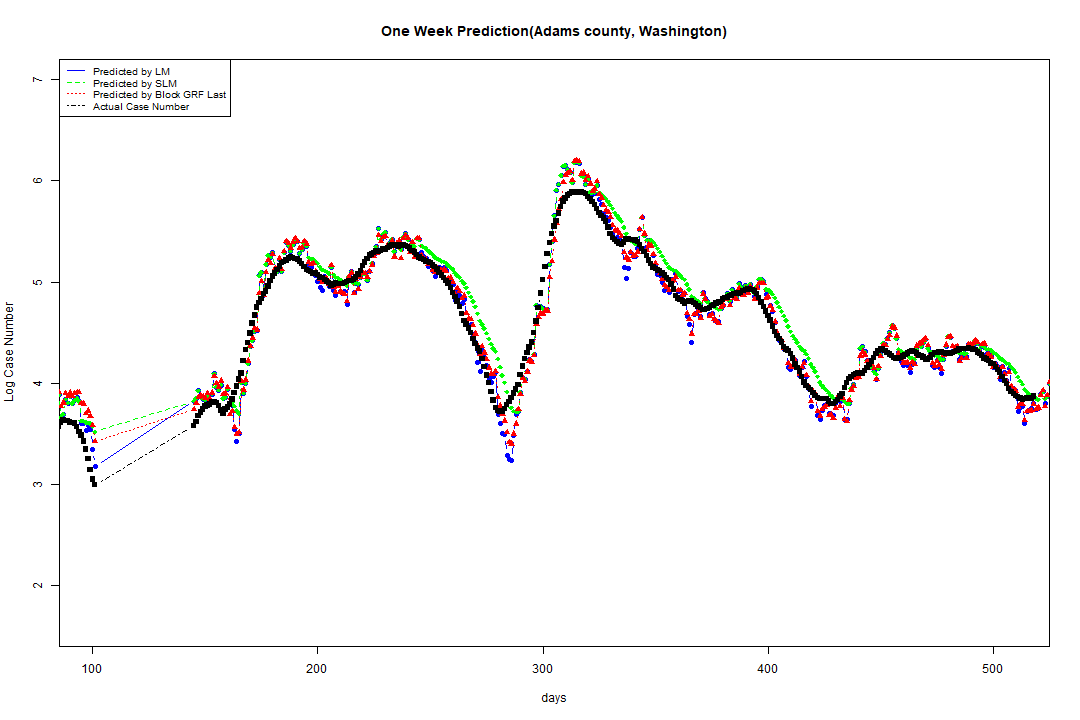 One Week Prediction(Adams county, Washington)
Predicted by LM
Predicted by SLM
Predicted by Block GRF Last
Actual Case Number
7
6
5
4
3
2
Log Case Number
100 200 300 400 500
days